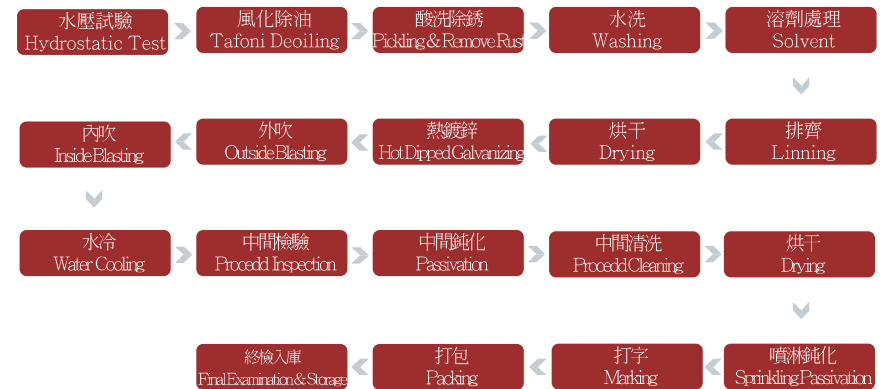 水壓試驗
Hydrostatic Test
風化除油
Tafoni Deoiling
酸洗除銹
Pickling & Remove Rust
水洗
Washing
溶劑處理
Solvent
排齊
Linning
烘干
Drying
熱鍍鋅
Hot Dipped Galvanizing
外吹
Outside Blasting
內吹
Inside Blasting
水冷
Water Cooling
中間檢驗
Procedd Inspection
中間鈍化
Passivation
中間清洗
Procedd Cleaning
烘干
Drying
噴淋鈍化
Sprinkling Passivation
打字
Marking
打包
Packing
終檢入庫
Final Examination & Storage